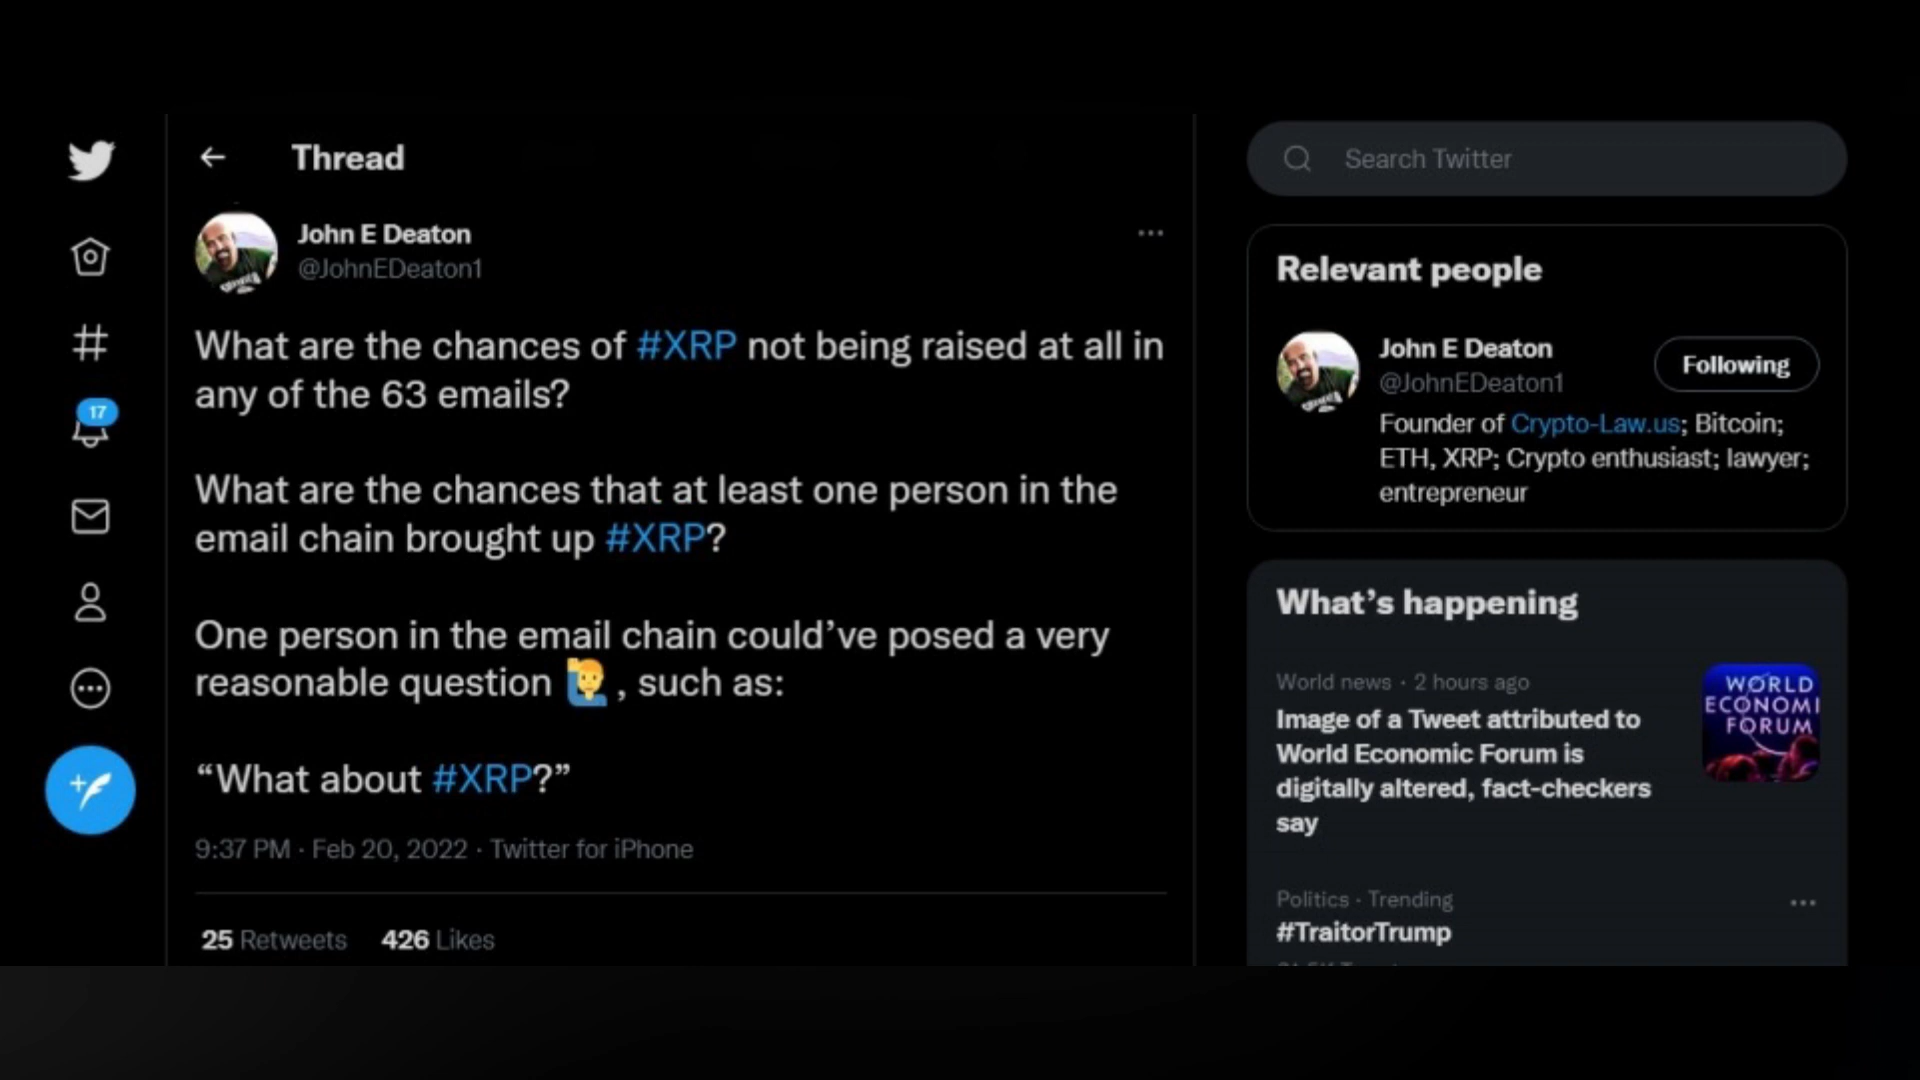 Thread
John E Deaton
@JohnEDeaton1
What are the chances of #XRP not being raised at all in
any of the 63 emails?
What are the chances that at least one person in the
email chain brought up #XRP?
One person in the email chain could’ve posed a very
reasonable question 🙋‍♂️ , such as:
“What about #XRP?”
9:37 PM · Feb 20, 2022 · Twitter for iPhone
25 Retweets 426 Likes
17
Search Twitter
Relevant people
John E Deaton
@JohnEDeaton1
Following
Founder of Crypto-Law.us; Bitcoin;
ETH, XRP; Crypto enthusiast; lawyer;
entrepreneur
What’s happening
World news · 2 hours ago
Image of a Tweet attributed to
World Economic Forum is
digitally altered, fact-checkers
say
WORLD
ECONOMI
FORUM
Politics · Trending
#TraitorTrump